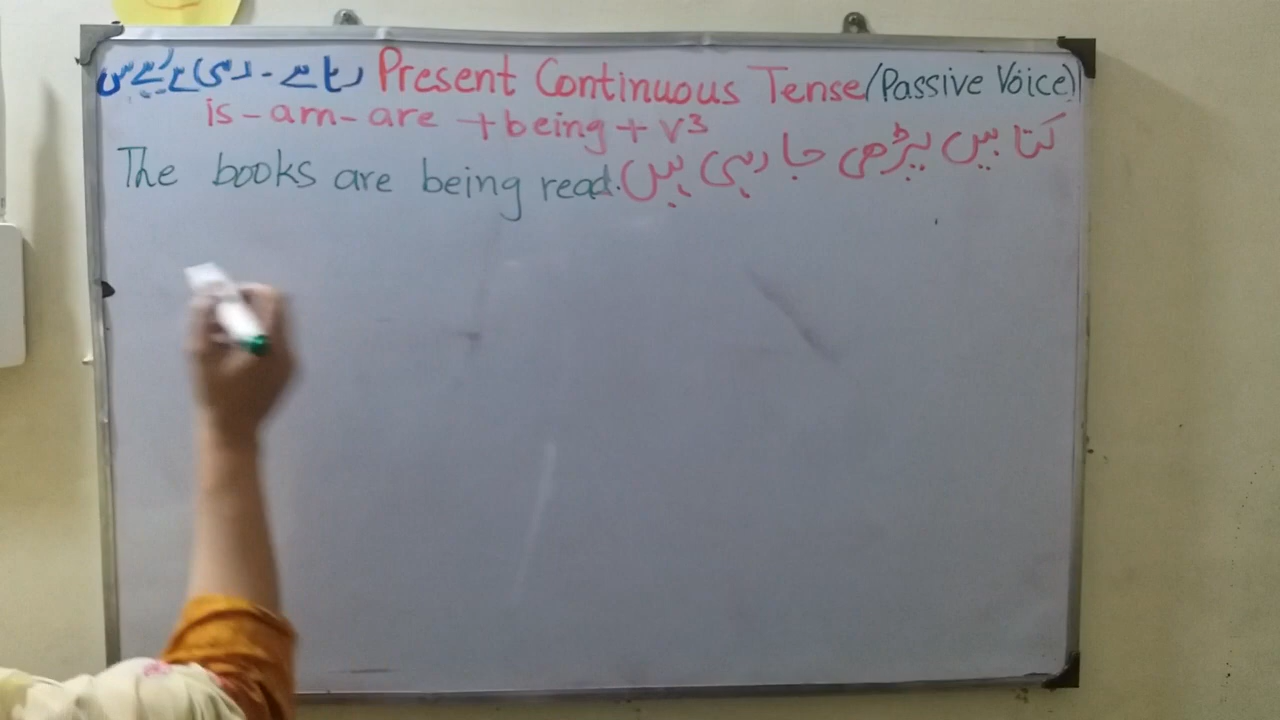 Present Continuous Tense/(Passive Voice) رہا ہے - رہی ہے، رہے ہیں
is - am - are + being + v3
The books are being read. کتابیں پڑھی جا رہی ہیں